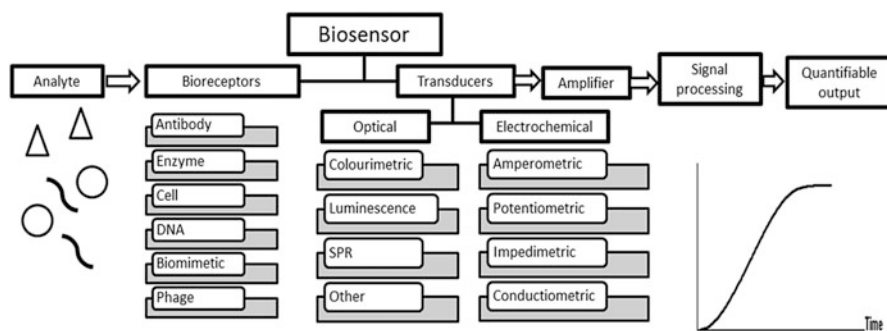 Biosensor
Analyte
Bioreceptors
Transducers
Amplifier
Signal
processing
Quantifiable
output
Optical
Electrochemical
Antibody
Enzyme
Cell
DNA
Biomimetic
Phage
Colourimetric
Luminescence
SPR
Other
Amperometric
Potentiometric
Impedimetric
Conductiometric
Time